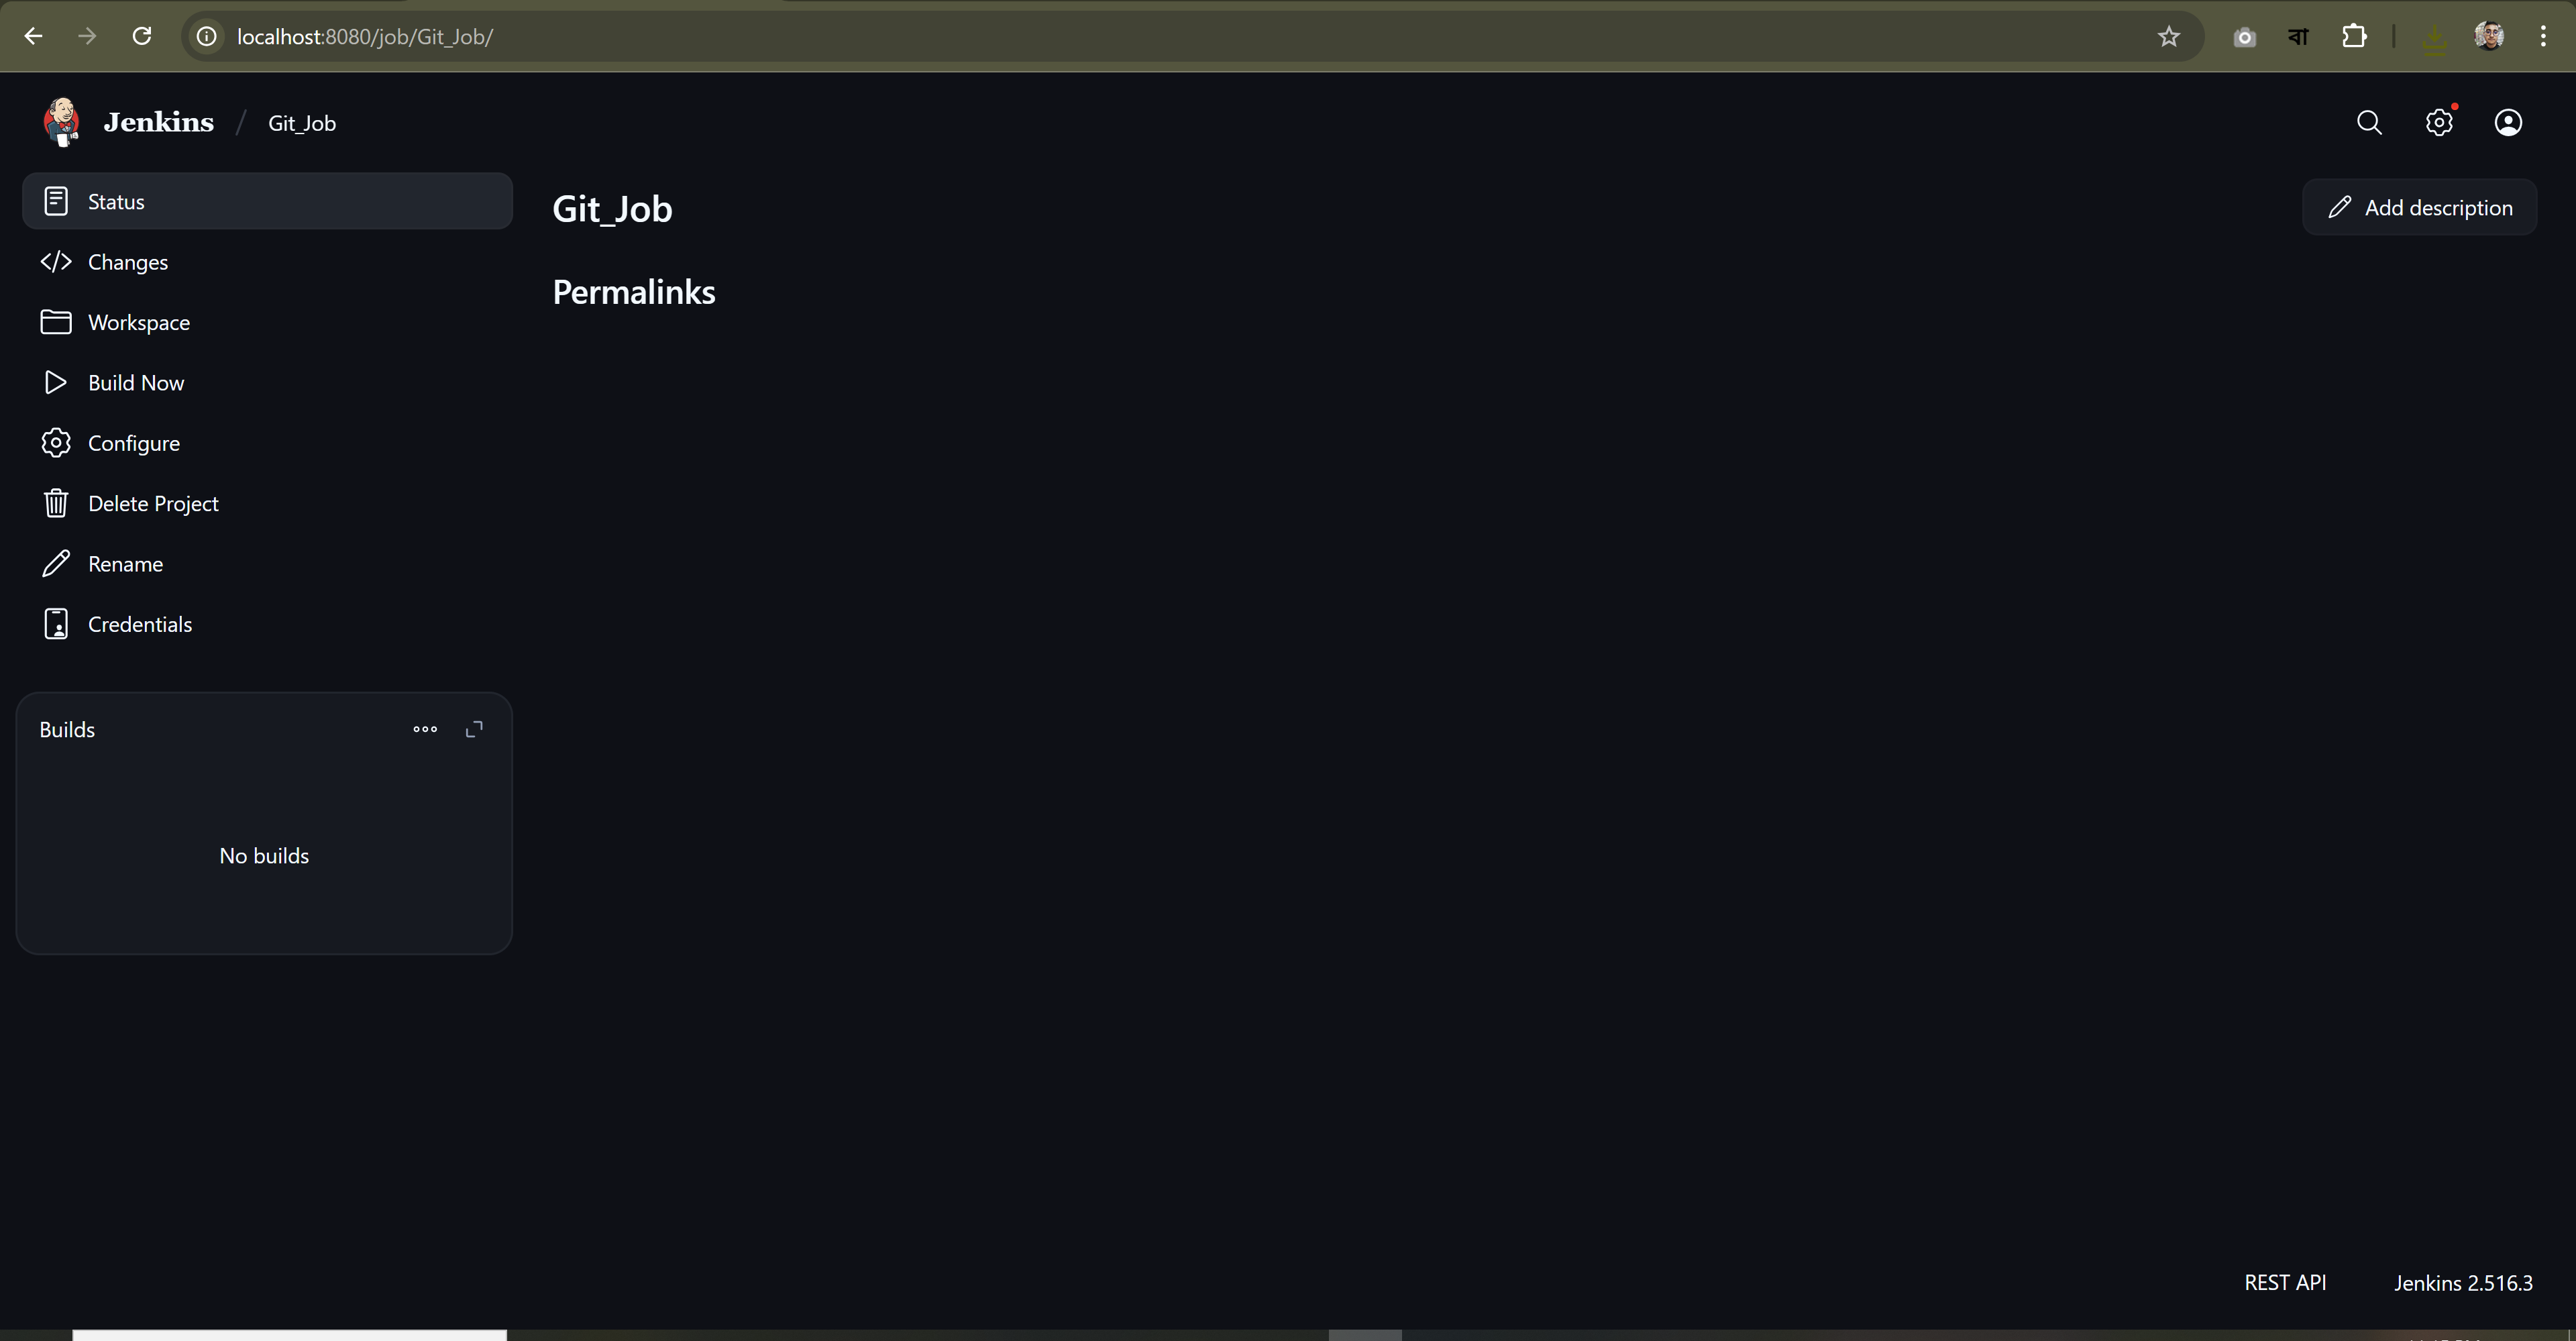 localhost:8080/job/Git_Job/
বা
Jenkins / Git_Job
Status
Changes
Workspace
Build Now
Configure
Delete Project
Rename
Credentials
Git_Job
Add description
Permalinks
Builds
No builds
REST API
Jenkins 2.516.3